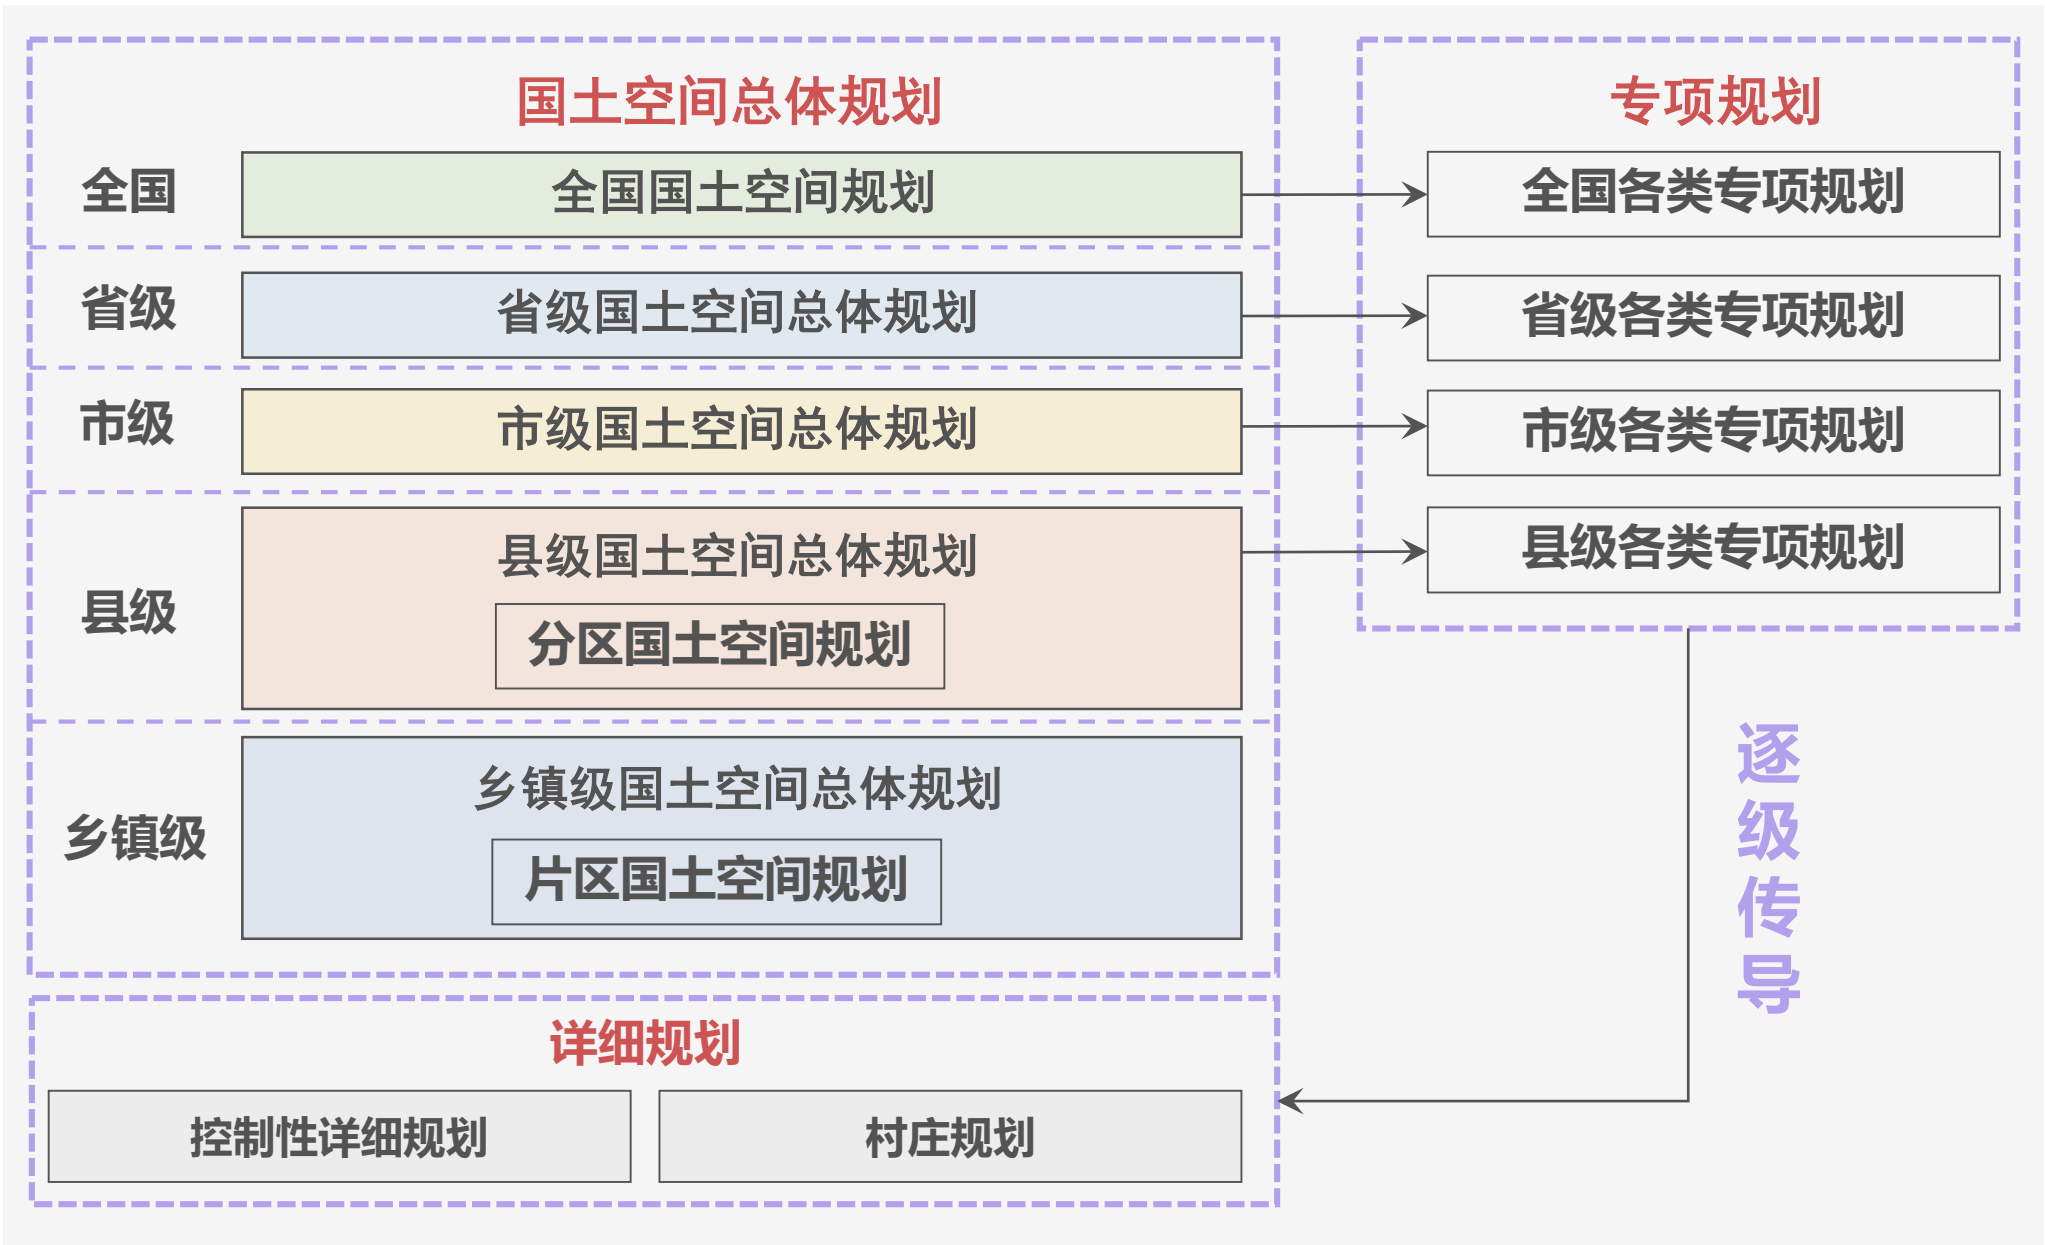 国土空间总体规划
专项规划
全国
全国国土空间规划
全国各类专项规划
省级
省级国土空间总体规划
省级各类专项规划
市级
市级国土空间总体规划
市级各类专项规划
县级
县级国土空间总体规划
县级各类专项规划
分区国土空间规划
乡镇级
乡镇级国土空间总体规划
片区国土空间规划
逐级传导
详细规划
控制性详细规划
村庄规划